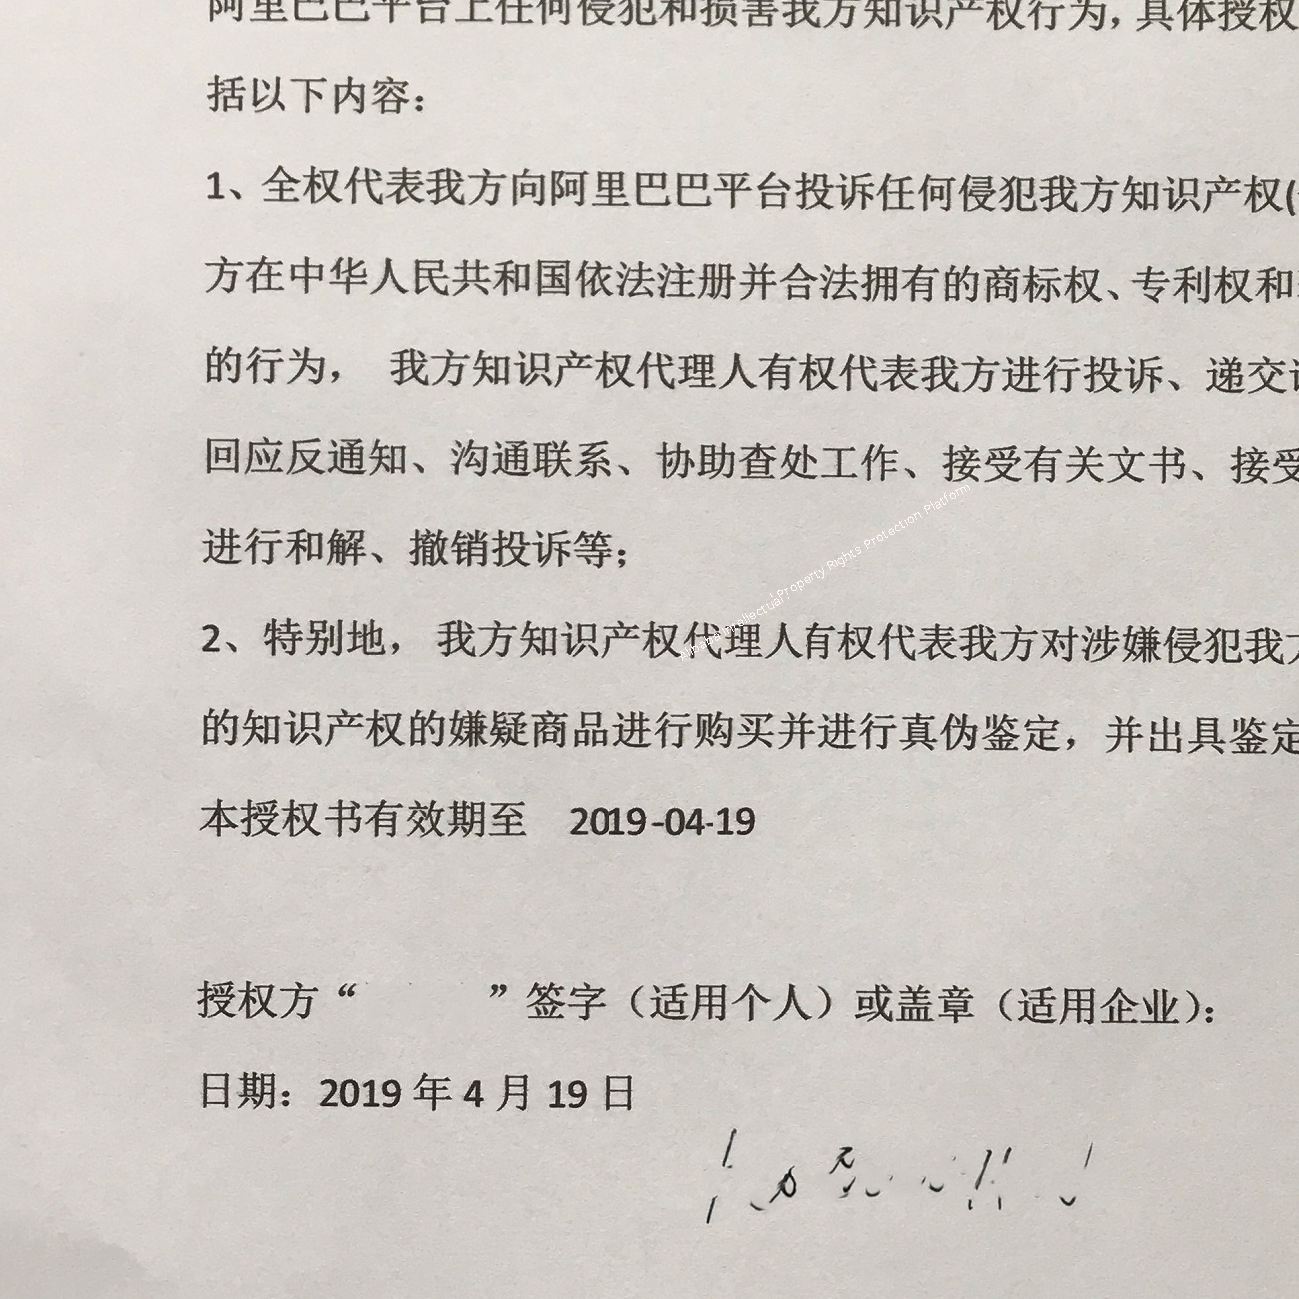 阿里巴巴平台上任何侵犯和损害我方知识产权行为，具体授权
括以下内容：
1、全权代表我方向阿里巴巴平台投诉任何侵犯我方知识产权(
方在中华人民共和国依法注册并合法拥有的商标权、专利权和
的行为， 我方知识产权代理人有权代表我方进行投诉、递交
回应反通知、沟通联系、协助查处工作、接受有关文书、接受
进行和解、撤销投诉等；
Intellectual Property Rights Protection Platform
2、特别地， 我方知识产权代理人有权代表我方对涉嫌侵犯我方
的知识产权的嫌疑商品进行购买并进行真伪鉴定，并出具鉴定
本授权书有效期至 2019-04-19
授权方“ ”签字（适用个人）或盖章（适用企业）：
日期：2019 年 4 月 19 日